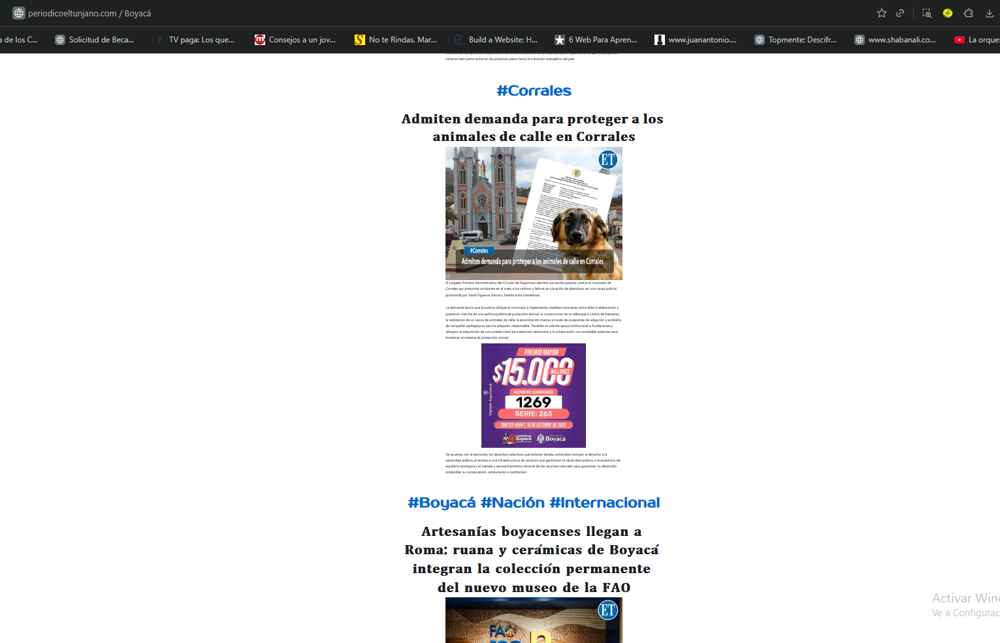 periodicoeltunjano.com / Boyacá
a de los C...
Solicitud de Beca...
TV paga: Los que...
Consejos a un jov...
No te Rindas. Mar...
Build a Website: H...
6 Web Para Apren...
www.juanantonio....
Topmente: Descifr...
www.shabanali.co...
La orques
mineros sean parte activa en los próximos pasos hacia la transición energética del país.
#Corrales
Admiten demanda para proteger a los
animales de calle en Corrales
ET
#Corrales
Admiten demanda para proteger a los animales de calle en Corrales
El Juzgado Primero Administrativo del Circuito de Sogamoso admitió una acción popular contra el municipio de
Corrales por presuntas omisiones en el trato a los caninos y felinos en situación de abandono, en una causa judicial
promovida por Yesid Figueroa García y Faddia Avila Castellanos.
La demanda busca que la justicia obligue al municipio a implementar medidas concretas, entre ellas la elaboración y
puesta en marcha de una política pública de protección animal, la construcción de un albergue o centro de bienestar,
la realización de un censo de animales de calle, la esterilización masiva a través de programas de adopción, y el diseño
de campañas pedagógicas para la adopción responsable. También se solicita apoyo institucional a fundaciones y
refugios, la adquisición de una unidad móvil para atención veterinaria y la colaboración con entidades externas para
fortalecer el sistema de protección animal.
PREMIO MAYOR
$15.000
MILLONES
NÚMERO GANADOR
1269
SERIE: 263
SORTEO 4594 | 18 DE OCTUBRE DE 2025
Lotería de
Boyacá
Boyacá
De acuerdo con la demanda, los derechos colectivos que estarían siendo vulnerados incluyen el derecho a la
salubridad pública, al acceso a una infraestructura de servicios que garanticen la salubridad pública, a la existencia del
equilibrio ecológico y el manejo y aprovechamiento racional de los recursos naturales para garantizar su desarrollo
sostenible, su conservación, restauración o sustitución.
#Boyacá #Nación #Internacional
Artesanías boyacenses llegan a
Roma: ruana y cerámicas de Boyacá
integran la colección permanente
del nuevo museo de la FAO
ET
FAO
Activar Win
Ve a Configurac